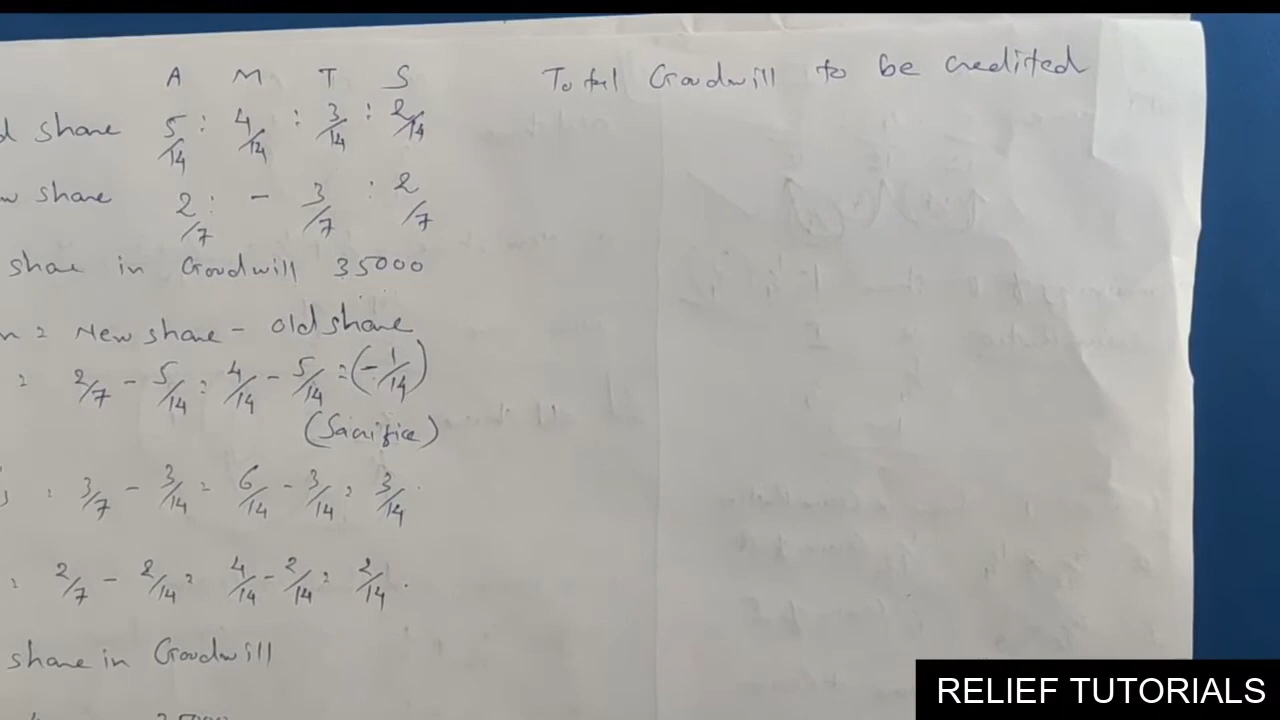 A M T S
Total Goodwill to be credited
d share 5/14 : 4/14 : 3/14 : 2/14
w share 2/7 : - 3/7 : 2/7
share in Goodwill 35000
n = New share - old share
= 2/7 - 5/14 = 4/14 - 5/14 = (-1/14)
(Sacrifice)
s = 3/7 - 3/14 = 6/14 - 3/14 = 3/14
= 2/7 - 2/14 = 4/14 - 2/14 = 2/14
share in Goodwill
RELIEF TUTORIALS